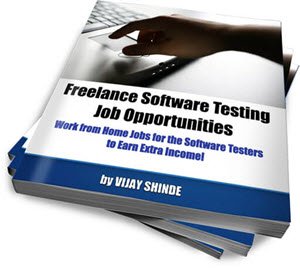 Freelance Software Testing
Job Opportunities
Work from Home Jobs for the Software Testers
to Earn Extra Income!
by VIJAY SHINDE